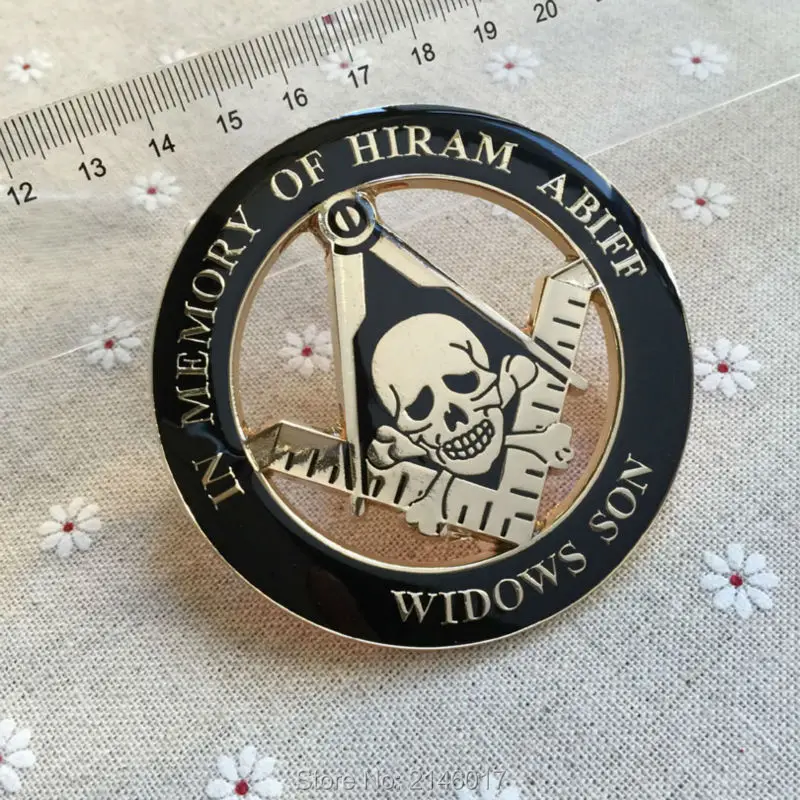 12 13 14 15 16 17 18 19 20
IN MEMORY OF HIRAM ABIFF
WIDOWS SON
Store No: 2146017